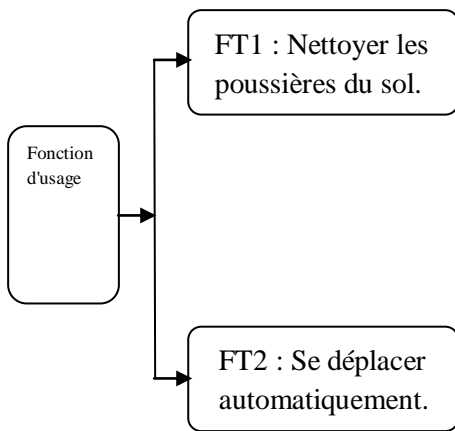 FT1 : Nettoyer les
poussières du sol.
Fonction
d'usage
FT2 : Se déplacer
automatiquement.